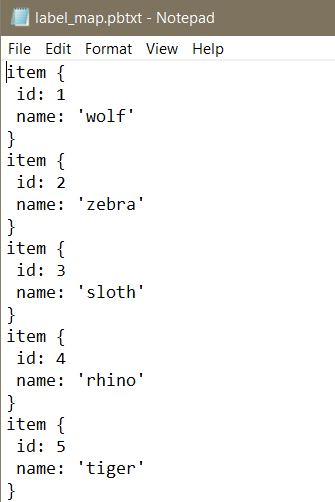 label_map.pbtxt - Notepad
File Edit Format View Help
item {
 id: 1
 name: 'wolf'
}
item {
 id: 2
 name: 'zebra'
}
item {
 id: 3
 name: 'sloth'
}
item {
 id: 4
 name: 'rhino'
}
item {
 id: 5
 name: 'tiger'
}